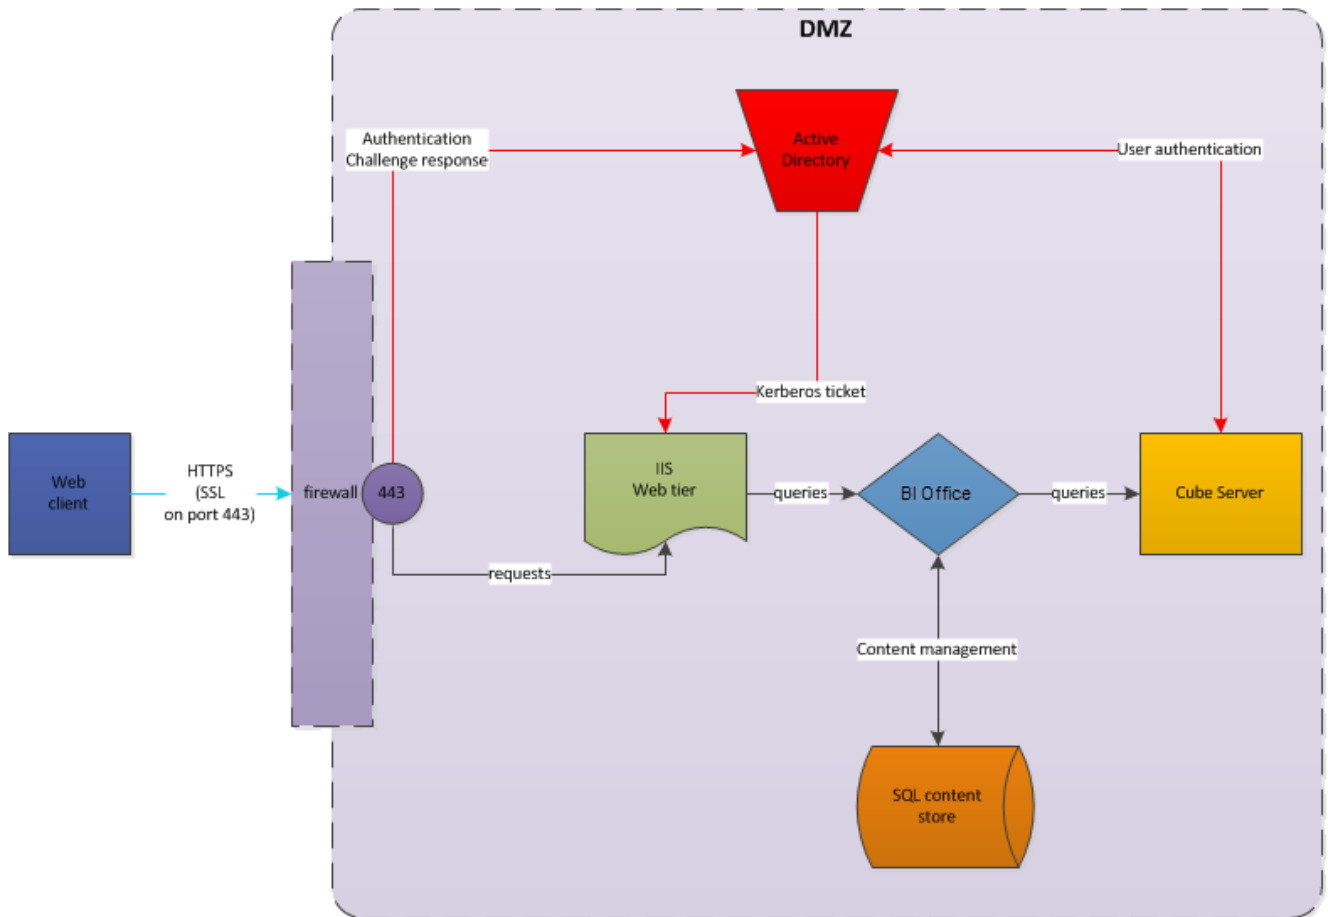 DMZ
Authentication
Challenge response
Active
Directory
User authentication
Kerberos ticket
Web
client
HTTPS
(SSL
on port 443)
firewall
443
IIS
Web tier
queries
BI Office
queries
Cube Server
requests
Content management
SQL content
store